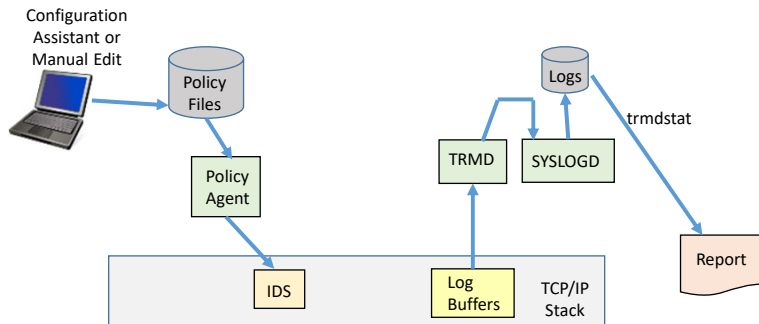 Configuration
Assistant or
Manual Edit
Policy
Files
Logs
trmdstat
TRMD
SYSLOGD
Policy
Agent
Report
IDS
Log
Buffers
TCP/IP
Stack